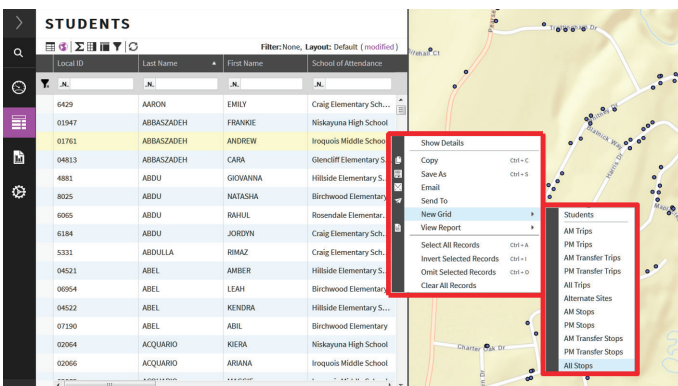 STUDENTS
Filter: None, Layout: Default (modified)
Local ID Last Name First Name School of Attendance
.N. .N. .N. .N.
6429 AARON EMILY Craig Elementary Sch...
01947 ABBASZADEH FRANKIE Niskayuna High School
01761 ABBASZADEH ANDREW Iroquois Middle School
04813 ABBASZADEH CARA Glencliff Elementary S...
4881 ABDU GIOVANNA Hillside Elementary S...
8025 ABDU NATASHA Birchwood Elementary
6065 ABDU RAHUL Rosendale Elementar...
6184 ABDU JORDYN Craig Elementary Sch...
5331 ABDULLA RIMAZ Craig Elementary Sch...
04521 ABEL AMBER Hillside Elementary S...
06954 ABEL LEAH Birchwood Elementary
04522 ABEL KENDRA Hillside Elementary S...
07190 ABEL ABIL Birchwood Elementary
02064 ACQUARIO KIERA Niskayuna High School
02066 ACQUARIO ARIANA Iroquois Middle School
Show Details
Copy Ctrl + C
Save As Ctrl + S
Email
Send To
New Grid
View Report
Select All Records Ctrl + A
Invert Selected Records Ctrl + I
Omit Selected Records Ctrl + O
Clear All Records
Students
AM Trips
PM Trips
AM Transfer Trips
PM Transfer Trips
All Trips
Alternate Sites
AM Stops
PM Stops
AM Transfer Stops
PM Transfer Stops
All Stops
Ct
Dr
Way
Harris Dr
Charter Oak Dr